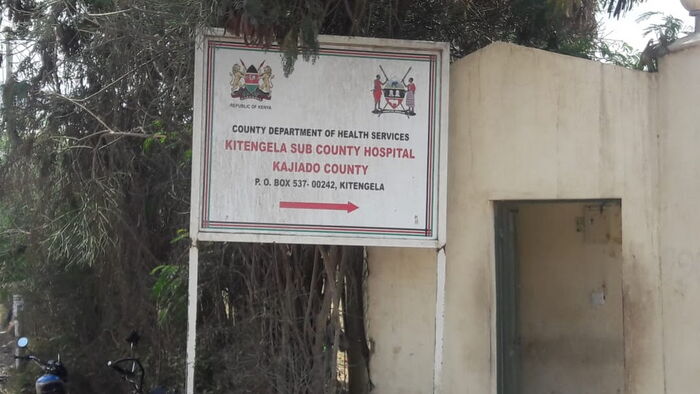 REPUBLIC OF KENYA
COUNTY DEPARTMENT OF HEALTH SERVICES
KITENGELA SUB COUNTY HOSPITAL
KAJIADO COUNTY
P. O. BOX 537- 00242, KITENGELA